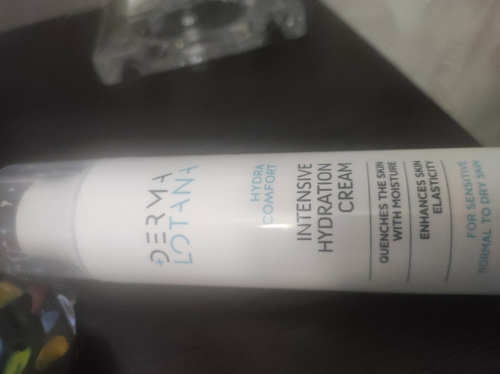 DERMA
LOTANA
HYDRA
COMFORT
INTENSIVE
HYDRATION
CREAM
QUENCHES THE SKIN
WITH MOISTURE
ENHANCES SKIN
ELASTICITY
FOR SENSITIVE
NORMAL TO DRY SKIN